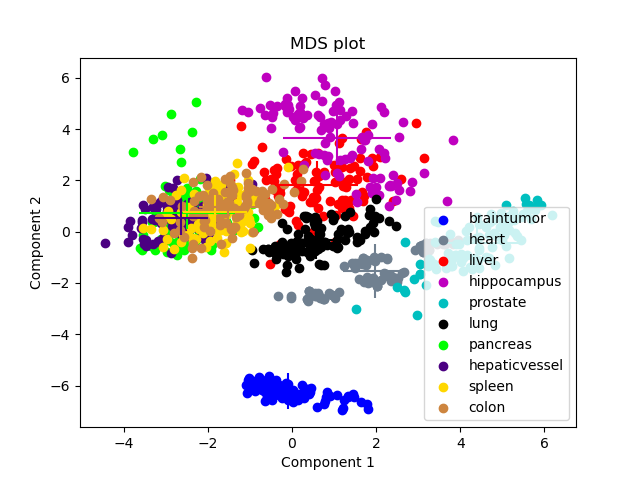 MDS plot
Component 2
6
4
2
0
−2
−4
−6
braintumor
heart
liver
hippocampus
prostate
lung
pancreas
hepaticvessel
spleen
colon
−4 −2 0 2 4 6
Component 1